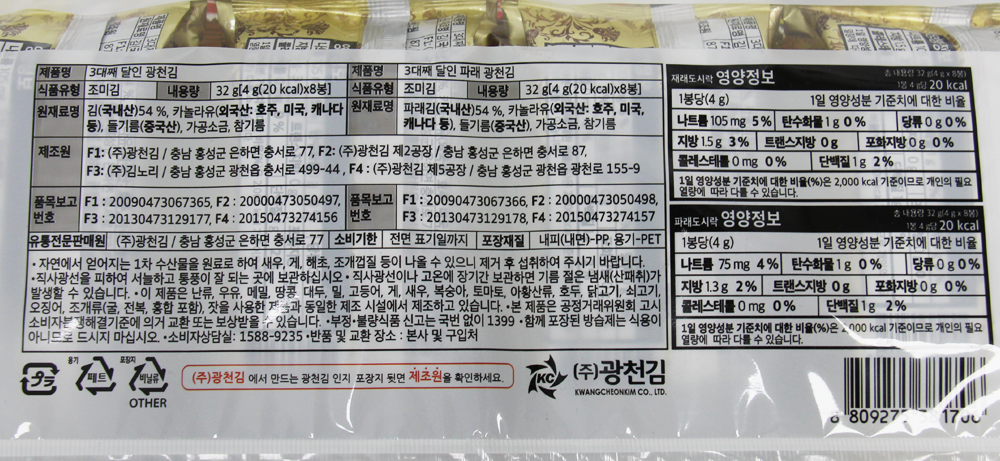 제품명 3대째 달인 광천김 제품명 3대째 달인 파래 광천김
식품유형 조미김 내용량 32 g[4 g(20 kcal)x8봉] 식품유형 조미김 내용량 32 g[4 g(20 kcal)x8봉]
원재료명 김(국내산)54 %, 카놀라유(외국산: 호주, 미국, 캐나다 등), 들기름(중국산), 가공소금, 참기름
원재료명 파래김(국내산)54 %, 카놀라유(외국산: 호주, 미국, 캐나다 등), 들기름(중국산), 가공소금, 참기름
제조원 F1: (주)광천김 / 충남 홍성군 은하면 충서로 77, F2: (주)광천김 제2공장 / 충남 홍성군 은하면 충서로 87,
F3: (주)김노리 / 충남 홍성군 광천읍 충서로 499-44, F4: (주)광천김 제5공장 / 충남 홍성군 광천읍 광천로 155-9
품목보고번호 F1: 20090473067365, F2: 20000473050497,
F3: 20130473129177, F4: 20150473274156
품목보고번호 F1: 20090473067366, F2: 20000473050498,
F3: 20130473129178, F4: 20150473274157
유통전문판매원 (주)광천김 / 충남 홍성군 은하면 충서로 77 소비기한 전면 표기일까지 포장재질 내피(내면)-PP, 용기-PET
• 자연에서 얻어지는 1차 수산물을 원료로 하여 새우, 게, 해초, 조개껍질 등이 나올 수 있으니 제거 후 섭취하여 주시기 바랍니다.
•직사광선을 피하여 서늘하고 통풍이 잘 되는 곳에 보관하십시오 •직사광선이나 고온에 장기간 보관하면 기름 절은 냄새(산패취)가
발생할 수 있습니다. •이 제품은 난류, 우유, 메밀, 땅콩, 대두, 밀, 고등어, 게, 새우, 복숭아, 토마토, 아황산류, 호두, 닭고기, 쇠고기,
오징어, 조개류(굴, 전복, 홍합 포함), 잣을 사용한 제품과 동일한 제조 시설에서 제조하고 있습니다. •본 제품은 공정거래위원회 고시
소비자분쟁해결기준에 의거 교환 또는 보상받을 수 있습니다. •부정·불량식품 신고는 국번 없이 1399 •함께 포장된 방습제는 식용이
아니므로 드시지 마십시오. •소비자상담실: 1588-9235 •반품 및 교환 장소 : 본사 및 구입처
용기 포장지
페트 비닐류
OTHER
(주)광천김 에서 만드는 광천김 인지 포장지 뒷면 제조원을 확인하세요.
KC (주)광천김
KWANGCHEONKIM CO., LTD.
재래도시락 영양정보 총 내용량 32 g(4 g x 8봉)
1봉 4 g당 20 kcal
1봉당(4 g) 1일 영양성분 기준치에 대한 비율
나트륨 105 mg 5% 탄수화물 1 g 0% 당류 0 g 0%
지방 1.5 g 3% 트랜스지방 0 g 포화지방 0 g 0%
콜레스테롤 0 mg 0% 단백질 1 g 2%
1일 영양성분 기준치에 대한 비율(%)은 2,000 kcal 기준이므로 개인의 필요
열량에 따라 다를 수 있습니다.
파래도시락 영양정보 총 내용량 32 g(4 g x 8봉)
1봉 4 g당 20 kcal
1봉당(4 g) 1일 영양성분 기준치에 대한 비율
나트륨 75 mg 4% 탄수화물 1 g 0% 당류 0 g 0%
지방 1.3 g 2% 트랜스지방 0 g 포화지방 0 g 0%
콜레스테롤 0 mg 0% 단백질 1 g 2%
1일 영양성분 기준치에 대한 비율(%)은 2,000 kcal 기준이므로 개인의 필요
열량에 따라 다를 수 있습니다.